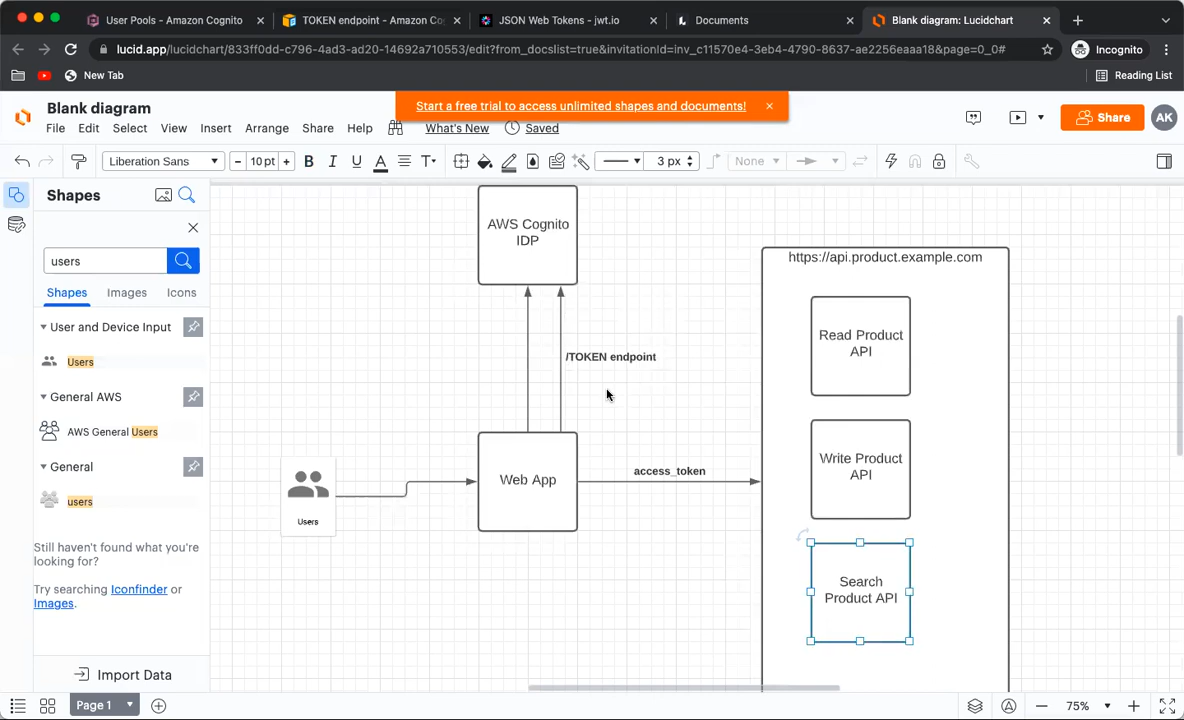 User Pools - Amazon Cognito
TOKEN endpoint - Amazon Co
JSON Web Tokens - jwt.io
Documents
Blank diagram: Lucidchart
lucid.app/lucidchart/833ff0dd-c796-4ad3-ad20-14692a710553/edit?from_docslist=true&invitationId=inv_c11570e4-3eb4-4790-8637-ae2256eaaa18&page=0_0#
Incognito
New Tab
Reading List
Blank diagram
Start a free trial to access unlimited shapes and documents!
File Edit Select View Insert Arrange Share Help What's New Saved
Share
AK
Liberation Sans
10 pt
B I U A T
3 px
None
Shapes
users
Shapes Images Icons
User and Device Input
Users
General AWS
AWS General Users
General
users
Still haven't found what you're
looking for?
Try searching Iconfinder or
Images.
Import Data
AWS Cognito
IDP
/TOKEN endpoint
Users
Web App
access_token
https://api.product.example.com
Read Product
API
Write Product
API
Search
Product API
Page 1
75%